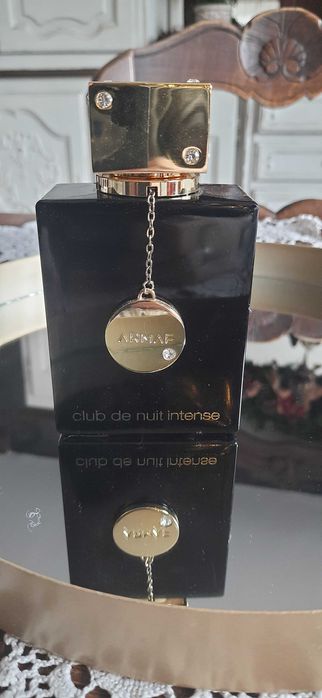 ARMAF
club de nuit intense